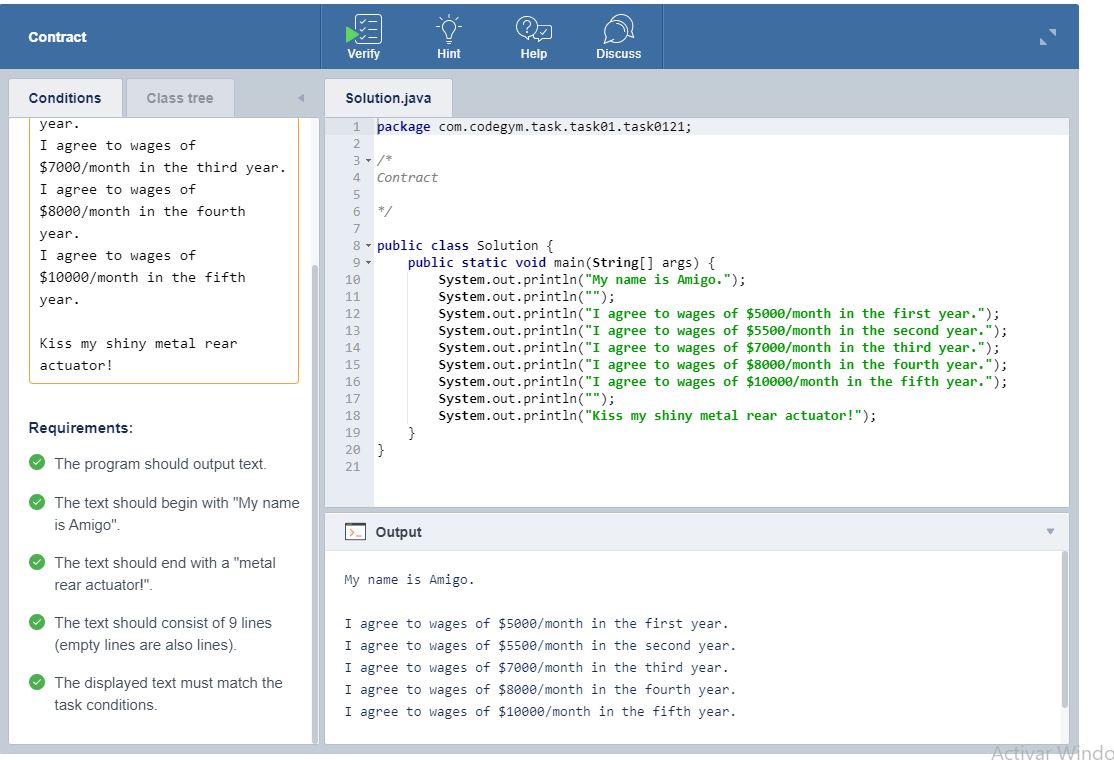 Contract
Verify
Hint
Help
Discuss
Conditions
Class tree
year.
I agree to wages of
$7000/month in the third year.
I agree to wages of
$8000/month in the fourth
year.
I agree to wages of
$10000/month in the fifth
year.
Kiss my shiny metal rear
actuator!
Requirements:
The program should output text.
The text should begin with "My name
is Amigo".
The text should end with a "metal
rear actuator!".
The text should consist of 9 lines
(empty lines are also lines).
The displayed text must match the
task conditions.
Solution.java
1 package com.codegym.task.task01.task0121;
2
3 /*
4 Contract
5
6 */
7
8 public class Solution {
9 public static void main(String[] args) {
10 System.out.println("My name is Amigo.");
11 System.out.println("");
12 System.out.println("I agree to wages of $5000/month in the first year.");
13 System.out.println("I agree to wages of $5500/month in the second year.");
14 System.out.println("I agree to wages of $7000/month in the third year.");
15 System.out.println("I agree to wages of $8000/month in the fourth year.");
16 System.out.println("I agree to wages of $10000/month in the fifth year.");
17 System.out.println("");
18 System.out.println("Kiss my shiny metal rear actuator!");
19 }
20 }
21
Output
My name is Amigo.
I agree to wages of $5000/month in the first year.
I agree to wages of $5500/month in the second year.
I agree to wages of $7000/month in the third year.
I agree to wages of $8000/month in the fourth year.
I agree to wages of $10000/month in the fifth year.
Activar Windo